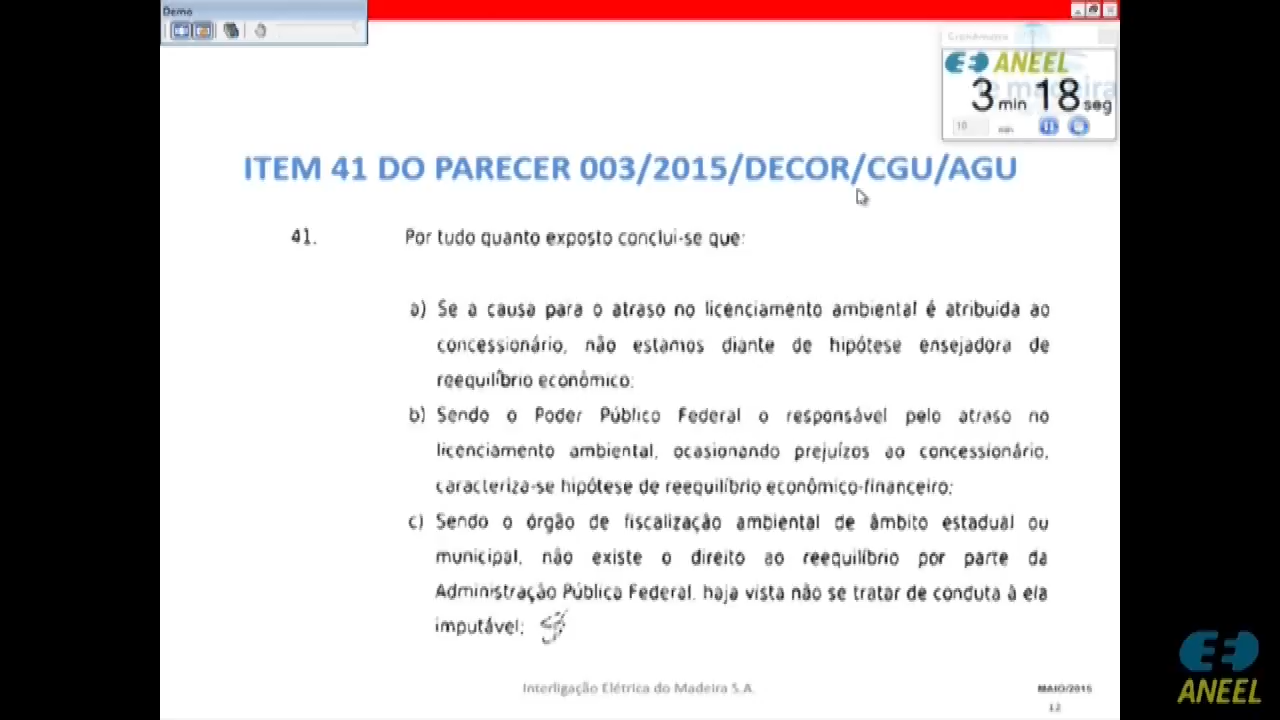 Demo
Cronômetro
ANEEL
3 min 18 seg
10 min
ITEM 41 DO PARECER 003/2015/DECOR/CGU/AGU
41. Por tudo quanto exposto conclui-se que:
a) Se a causa para o atraso no licenciamento ambiental é atribuida ao
concessionário, não estamos diante de hipótese ensejadora de
reequilíbrio econômico;
b) Sendo o Poder Público Federal o responsável pelo atraso no
licenciamento ambiental, ocasionando prejuízos ao concessionário,
caracteriza-se hipótese de reequilíbrio econômico-financeiro;
c) Sendo o órgão de fiscalização ambiental de âmbito estadual ou
municipal, não existe o direito ao reequilíbrio por parte da
Administração Pública Federal, haja vista não se tratar de conduta à ela
imputável;
Interligação Elétrica do Madeira S.A.
MAIO/2015
12
ANEEL